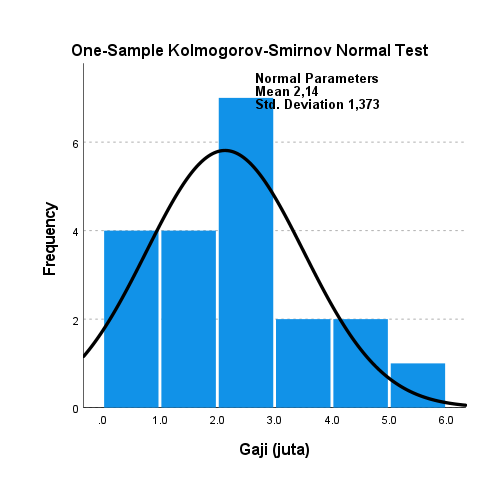 One-Sample Kolmogorov-Smirnov Normal Test
Normal Parameters
Mean 2,14
Std. Deviation 1,373
Frequency
6
4
2
0
.0 1.0 2.0 3.0 4.0 5.0 6.0
Gaji (juta)